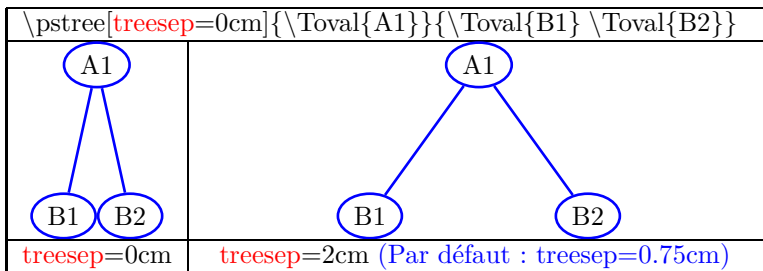 \pstree[treesep=0cm]{\Toval{A1}}{\Toval{B1} \Toval{B2}}
A1 A1
B1 B2 B1 B2
treesep=0cm treesep=2cm (Par défaut : treesep=0.75cm)